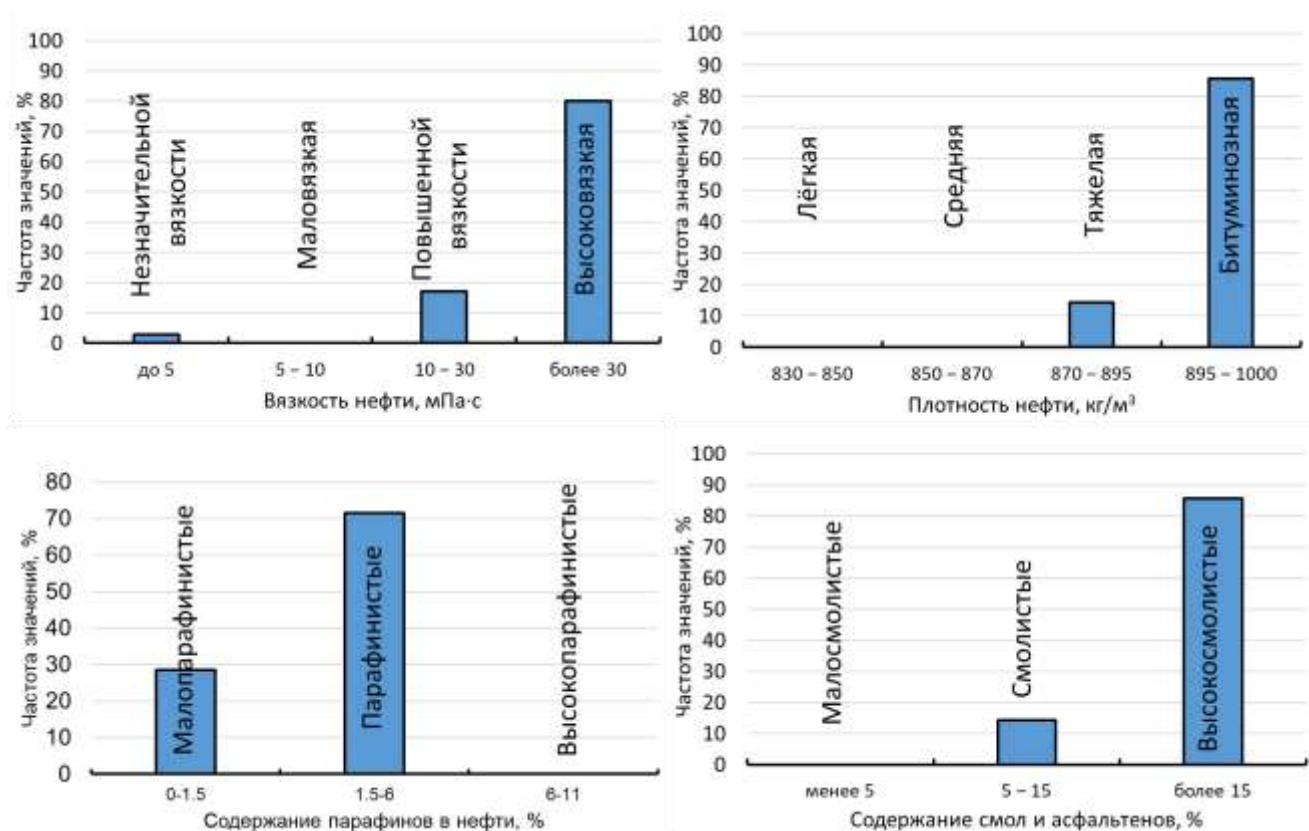 Частота значений, %
100
90
80
70
60
50
40
30
20
10
0
Незначительной
вязкости
Маловязкая
Повышенной
вязкости
Высоковязкая
до 5
5 – 10
10 – 30
более 30
Вязкость нефти, мПа·с
Частота значений, %
100
90
80
70
60
50
40
30
20
10
0
Лёгкая
Средняя
Тяжелая
Битуминозная
830 – 850
850 – 870
870 – 895
895 – 1000
Плотность нефти, кг/м³
Частота значений, %
80
70
60
50
40
30
20
10
0
Малопарафинистые
Парафинистые
Высокопарафинистые
0-1.5
1.5-6
6-11
Содержание парафинов в нефти, %
Частота значений, %
100
90
80
70
60
50
40
30
20
10
0
Малосмолистые
Смолистые
Высокосмолистые
менее 5
5 – 15
более 15
Содержание смол и асфальтенов, %